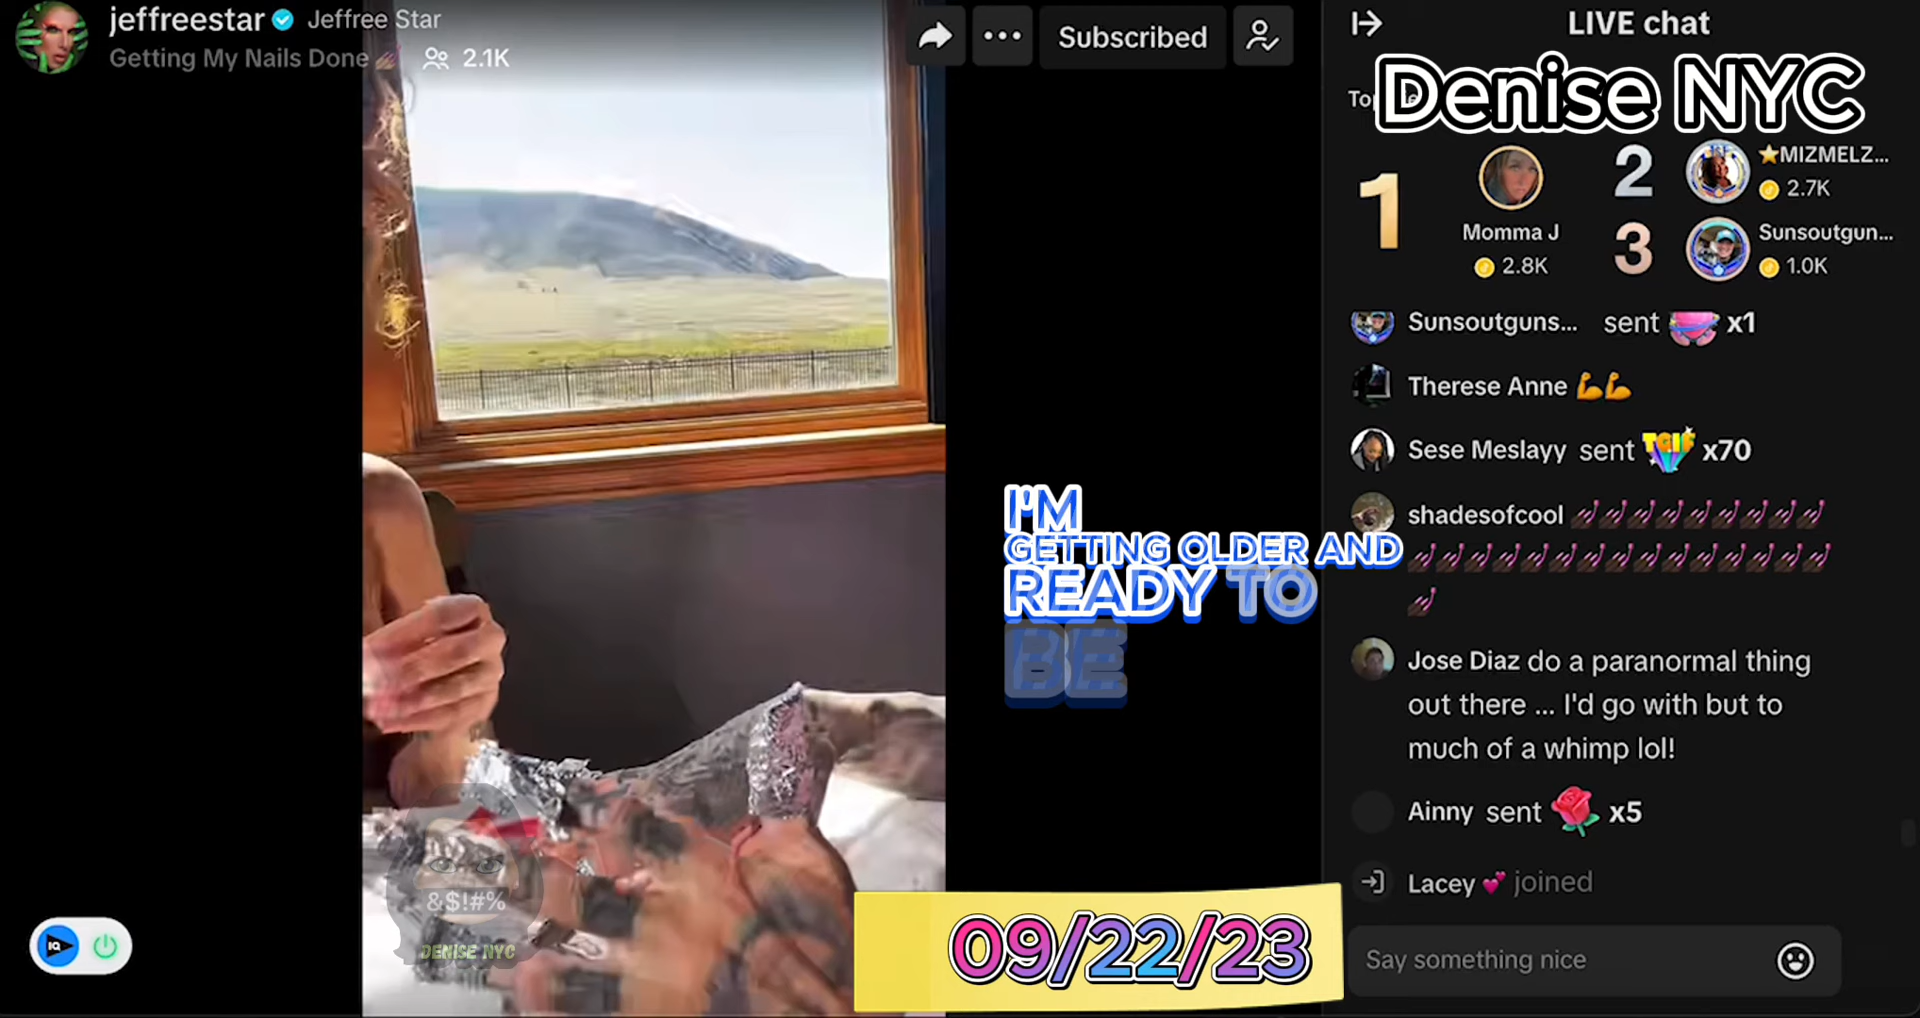 jeffreestar Jeffree Star
Getting My Nails Done
2.1K
Subscribed
LIVE chat
Denise NYC
1
Momma J
2.8K
2
⭐MIZMELZ...
2.7K
3
Sunsoutgun...
1.0K
Sunsoutguns... sent x1
Therese Anne 💪💪
Sese Meslayy sent TGIF x70
shadesofcool 💅🏿💅🏿💅🏿💅🏿💅🏿💅🏿💅🏿💅🏿💅🏿
💅🏿💅🏿💅🏿💅🏿💅🏿💅🏿💅🏿💅🏿💅🏿💅🏿💅🏿💅🏿💅🏿💅🏿💅🏿
💅🏿
Jose Diaz do a paranormal thing
out there ... I'd go with but to
much of a whimp lol!
Ainny sent x5
Lacey 💕 joined
Say something nice
I'M
GETTING OLDER AND
READY TO
BE
09/22/23
IQ
&$!#%
DENISE NYC